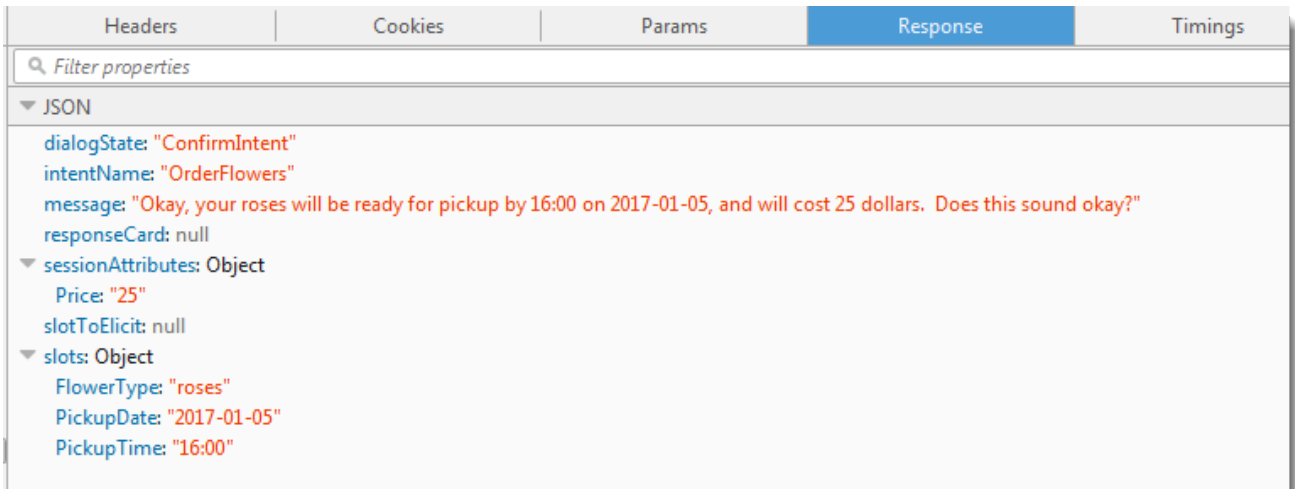 Headers Cookies Params Response Timings
Filter properties
JSON
dialogState: "ConfirmIntent"
intentName: "OrderFlowers"
message: "Okay, your roses will be ready for pickup by 16:00 on 2017-01-05, and will cost 25 dollars.  Does this sound okay?"
responseCard: null
sessionAttributes: Object
Price: "25"
slotToElicit: null
slots: Object
FlowerType: "roses"
PickupDate: "2017-01-05"
PickupTime: "16:00"